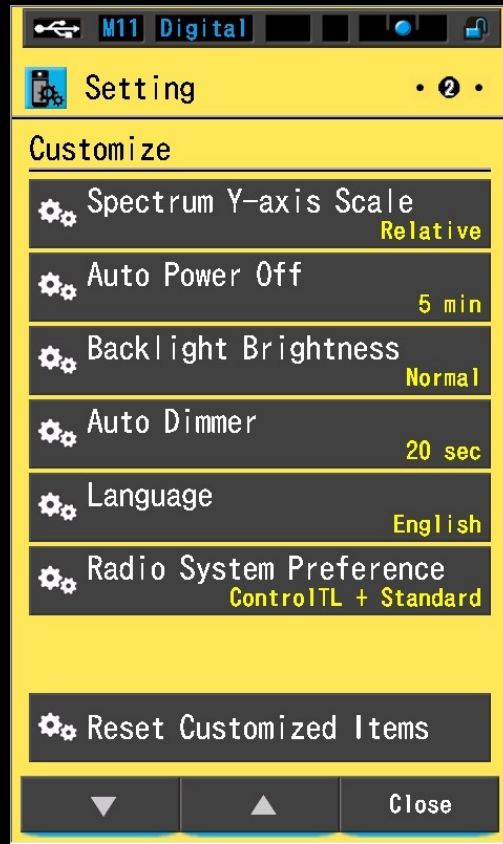 M11 Digital
Setting
2
Customize
Spectrum Y-axis Scale
Relative
Auto Power Off
5 min
Backlight Brightness
Normal
Auto Dimmer
20 sec
Language
English
Radio System Preference
ControlTL + Standard
Reset Customized Items
Close